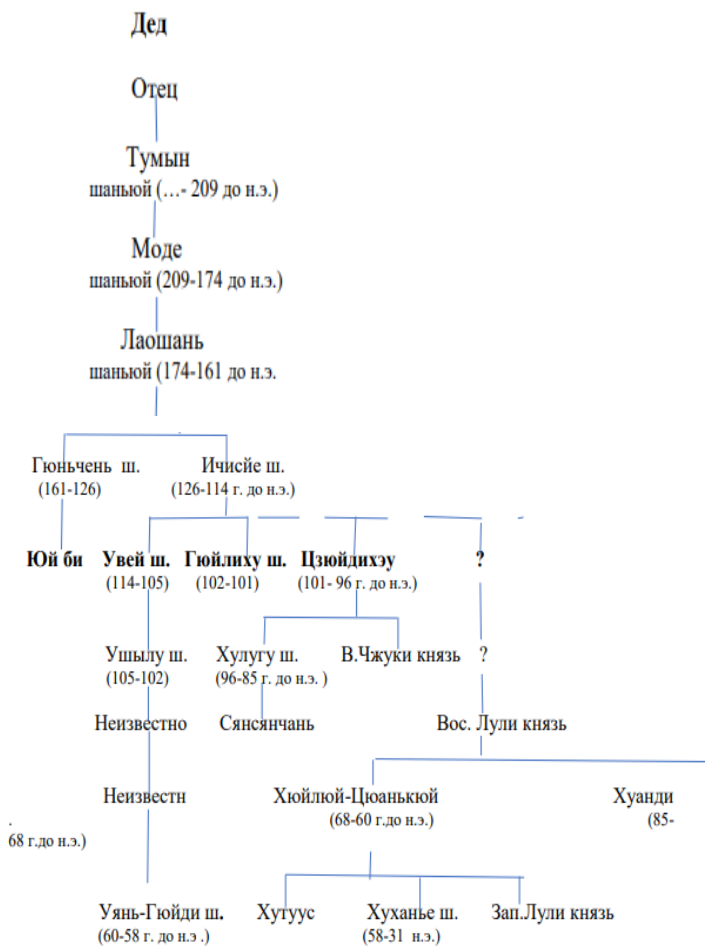 Дед
Отец
Тумын
шаньюй (…- 209 до н.э.)
Моде
шаньюй (209-174 до н.э.)
Лаошань
шаньюй (174-161 до н.э.
Гюньчень ш. Ичисйе ш.
(161-126) (126-114 г. до н.э.)
Юй би Увей ш. Гюйлиху ш. Цзюйдихэу ?
(114-105) (102-101) (101- 96 г. до н.э.)
Ушылу ш. Хулугу ш. В.Чжуки князь ?
(105-102) (96-85 г. до н.э. )
Неизвестно Сянсянчань Вос. Лули князь
Неизвестн Хюйлюй-Цюанькюй Хуанди
. (68-60 г.до н.э.) (85-
68 г.до н.э.)
Уянь-Гюйди ш. Хутуус Хуханье ш. Зап.Лули князь
(60-58 г. до н.э .) (58-31 н.э.)